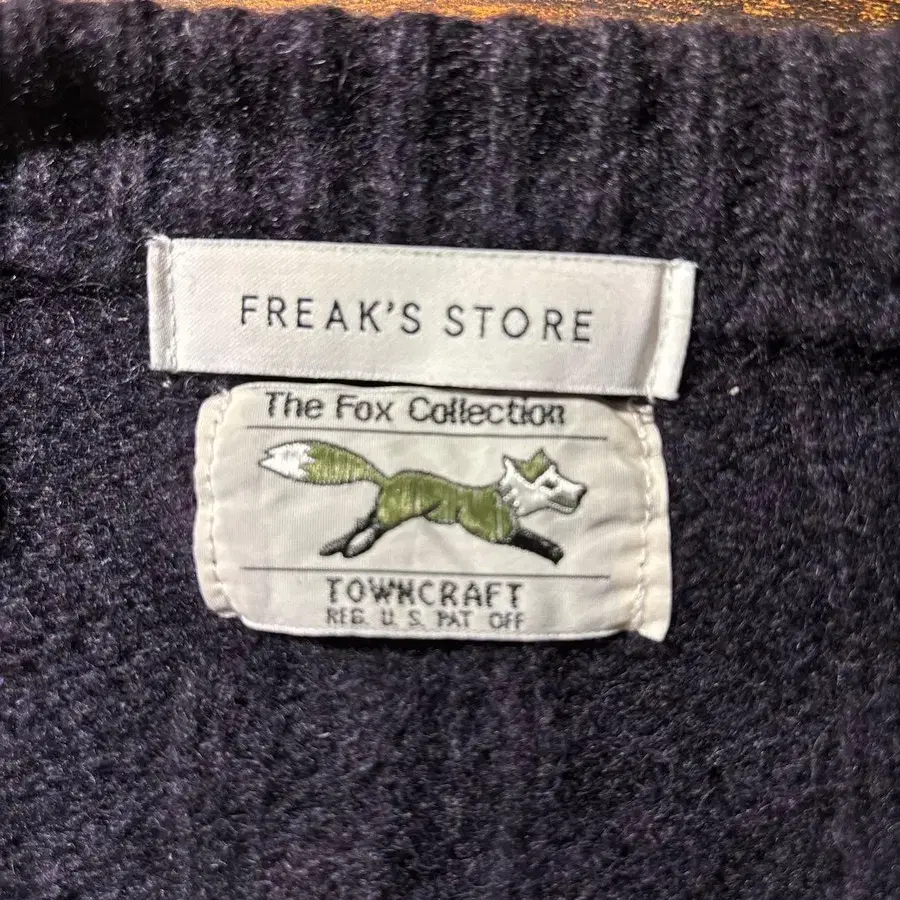 FREAK'S STORE
The Fox Collection
TOWNCRAFT
REG. U. S. PAT OFF